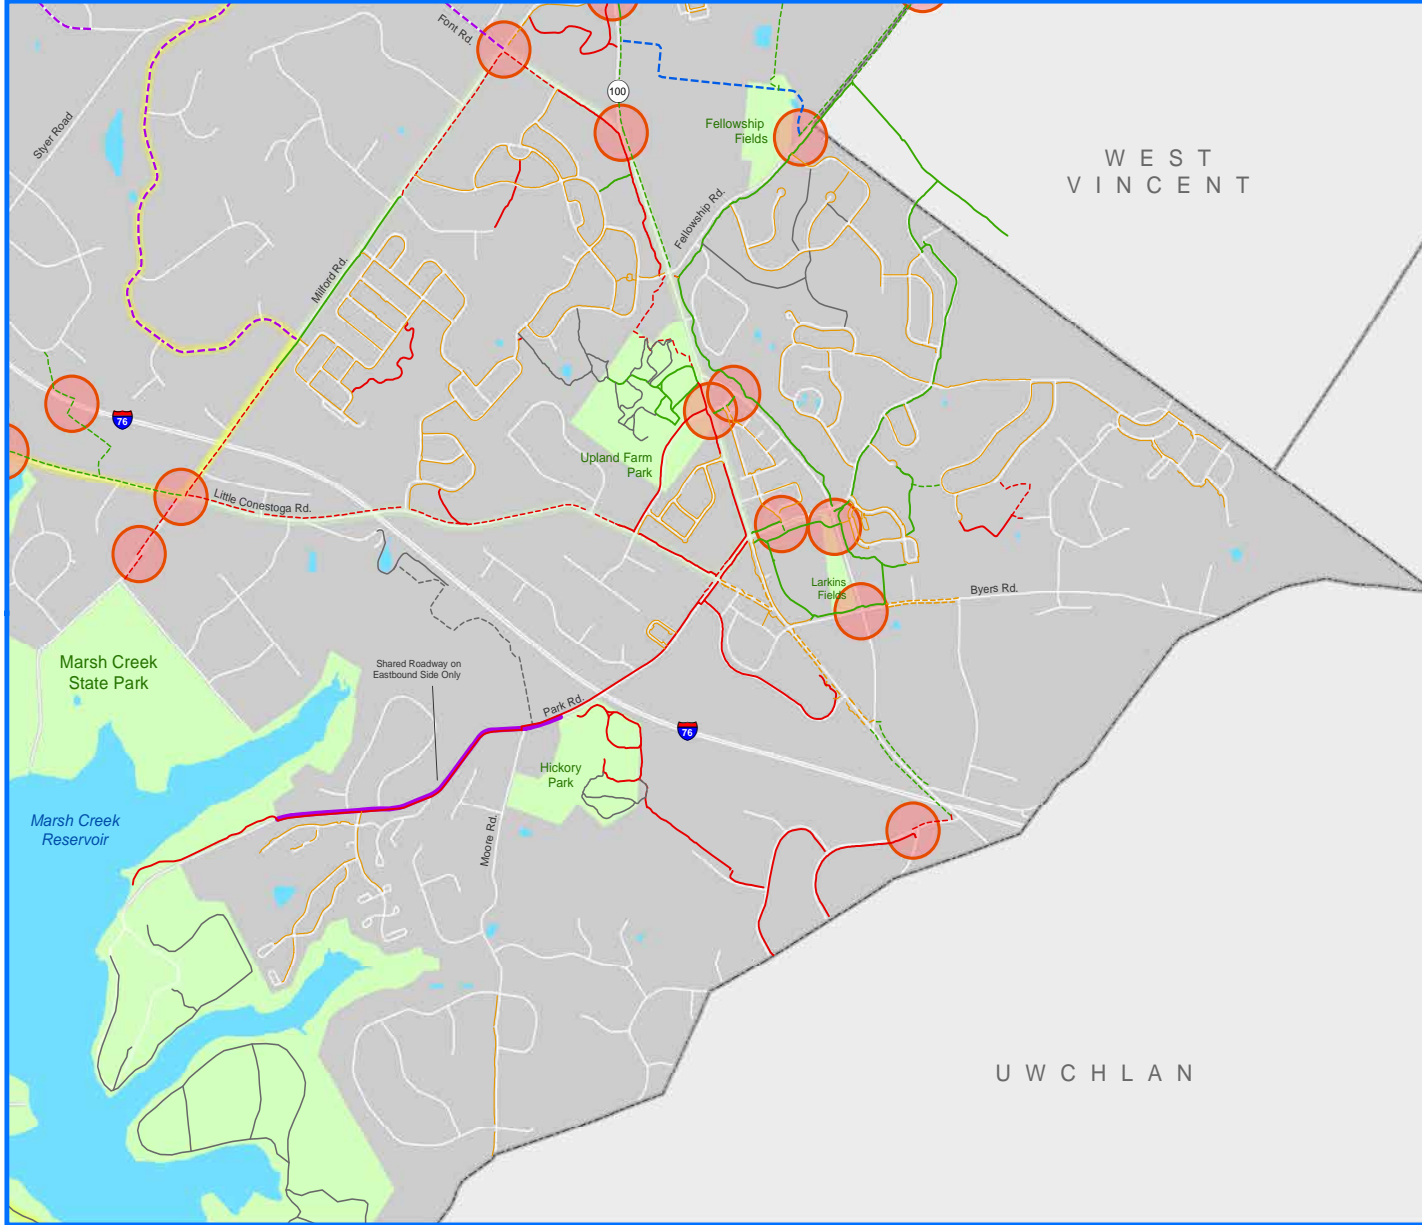 Font Rd.
100
Styer Road
Fellowship
Fields
WEST
VINCENT
Fellowship Rd.
Milford Rd.
76
Upland Farm
Park
Little Conestoga Rd.
Larkins
Fields
Byers Rd.
Marsh Creek
State Park
Shared Roadway on
Eastbound Side Only
Park Rd.
76
Hickory
Park
Marsh Creek
Reservoir
Moore Rd.
UWCHLAN